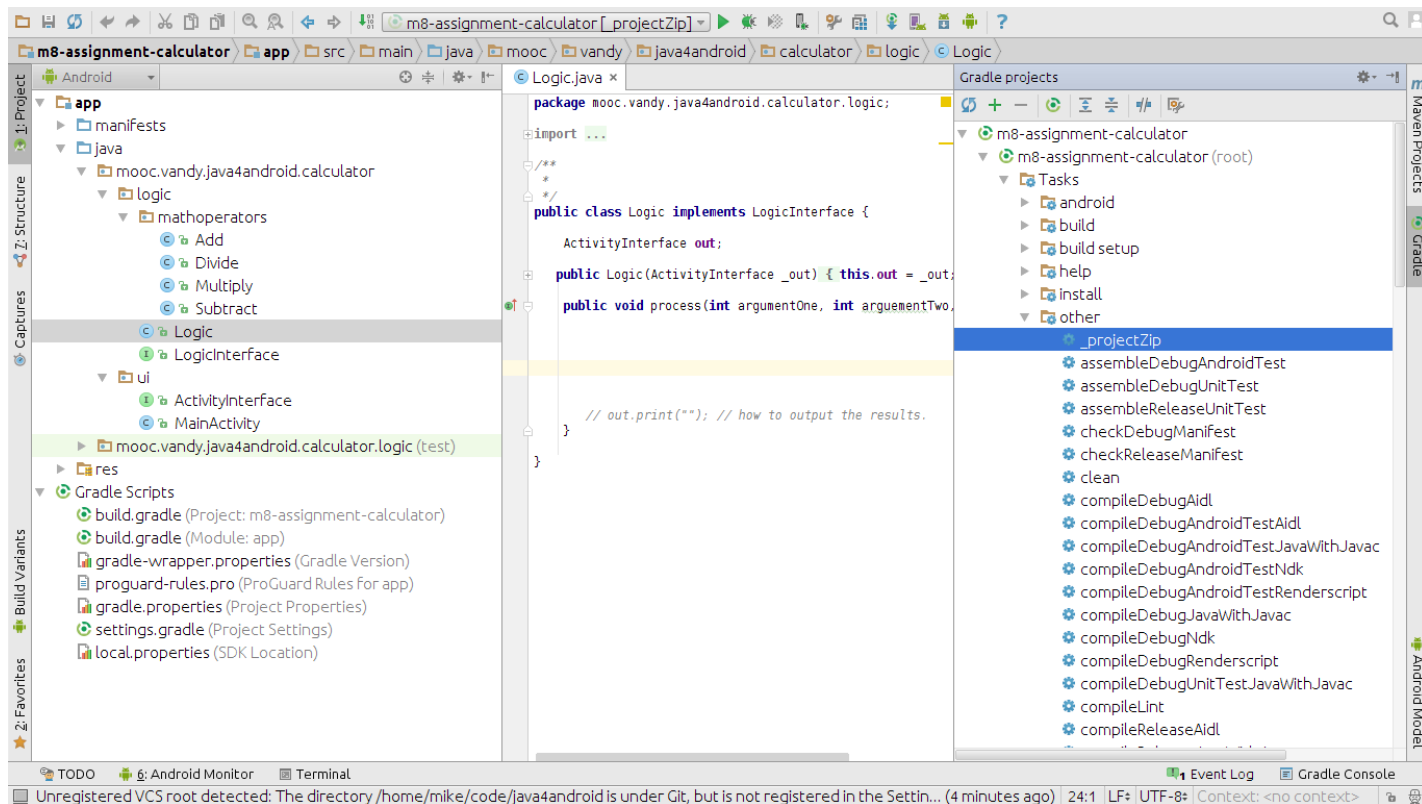 m8-assignment-calculator [_projectZip]
m8-assignment-calculator app src main java mooc vandy java4android calculator logic Logic
1: Project
Z: Structure
Captures
Build Variants
2: Favorites
Android
app
manifests
java
mooc.vandy.java4android.calculator
logic
mathoperators
Add
Divide
Multiply
Subtract
Logic
LogicInterface
ui
ActivityInterface
MainActivity
mooc.vandy.java4android.calculator.logic (test)
res
Gradle Scripts
build.gradle (Project: m8-assignment-calculator)
build.gradle (Module: app)
gradle-wrapper.properties (Gradle Version)
proguard-rules.pro (ProGuard Rules for app)
gradle.properties (Project Properties)
settings.gradle (Project Settings)
local.properties (SDK Location)
Logic.java
package mooc.vandy.java4android.calculator.logic;
import ...
/**
*
*/
public class Logic implements LogicInterface {
ActivityInterface out;
public Logic(ActivityInterface _out) { this.out = _out;
public void process(int argumentOne, int arguementTwo,
// out.print(""); // how to output the results.
}
}
Gradle projects
m8-assignment-calculator
m8-assignment-calculator (root)
Tasks
android
build
build setup
help
install
other
_projectZip
assembleDebugAndroidTest
assembleDebugUnitTest
assembleReleaseUnitTest
checkDebugManifest
checkReleaseManifest
clean
compileDebugAidl
compileDebugAndroidTestAidl
compileDebugAndroidTestJavaWithJavac
compileDebugAndroidTestNdk
compileDebugAndroidTestRenderscript
compileDebugJavaWithJavac
compileDebugNdk
compileDebugRenderscript
compileDebugUnitTestJavaWithJavac
compileLint
compileReleaseAidl
Maven Projects
Gradle
Android Model
TODO 6: Android Monitor Terminal 1 Event Log Gradle Console
Unregistered VCS root detected: The directory /home/mike/code/java4android is under Git, but is not registered in the Settin... (4 minutes ago) 24:1 LF UTF-8 Context: <no context>